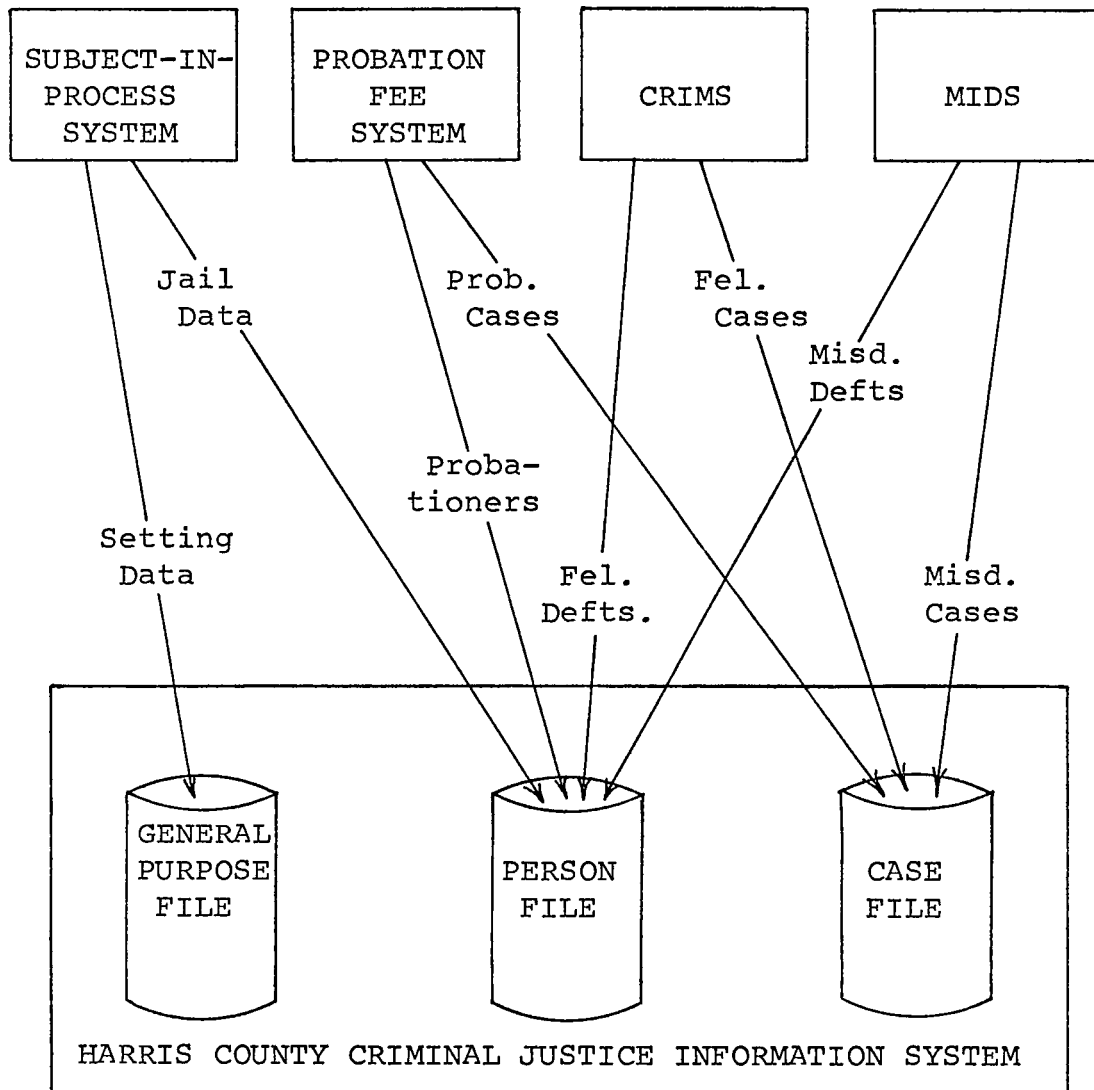 SUBJECT-IN-
PROCESS
SYSTEM
PROBATION
FEE
SYSTEM
CRIMS
MIDS
Jail
Data
Prob.
Cases
Fel.
Cases
Misd.
Defts
Proba-
tioners
Setting
Data
Fel.
Defts.
Misd.
Cases
GENERAL
PURPOSE
FILE
PERSON
FILE
CASE
FILE
HARRIS COUNTY CRIMINAL JUSTICE INFORMATION SYSTEM